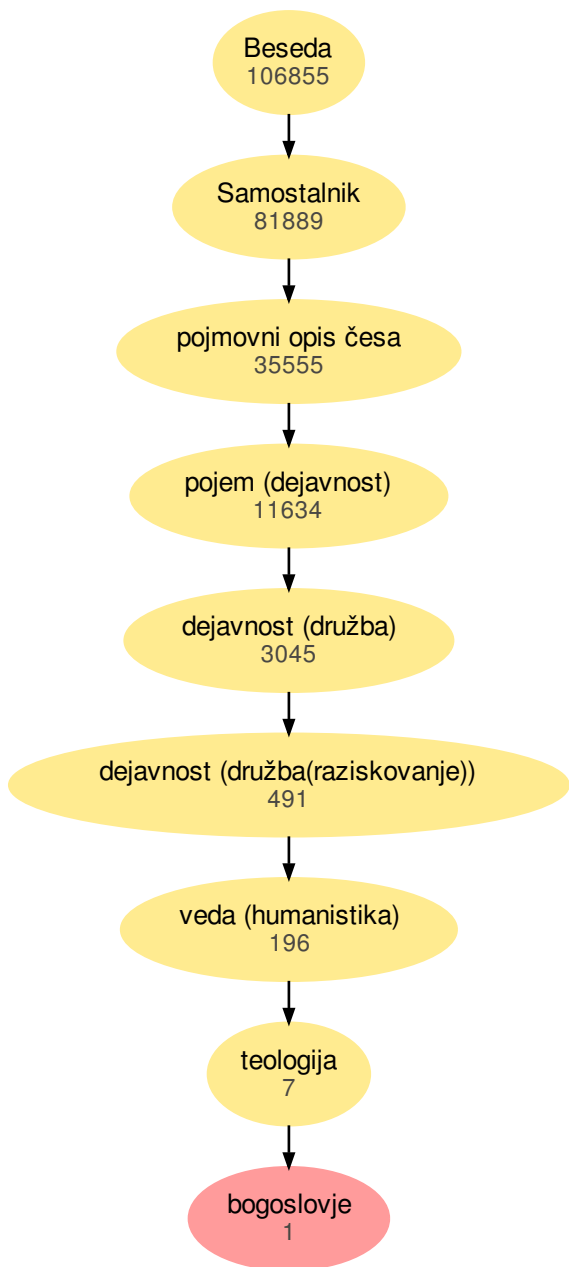 Beseda
106855
Samostalnik
81889
pojmovni opis česa
35555
pojem (dejavnost)
11634
dejavnost (družba)
3045
dejavnost (družba(raziskovanje))
491
veda (humanistika)
196
teologija
7
bogoslovje
1